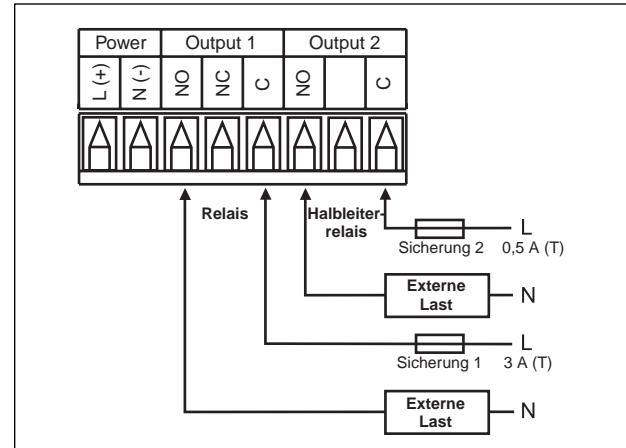 Power Output 1 Output 2
L (+) N (-) NO NC C NO C
Relais Halbleiter-
relais
L
Sicherung 2 0,5 A (T)
Externe
Last
N
L
Sicherung 1 3 A (T)
Externe
Last
N